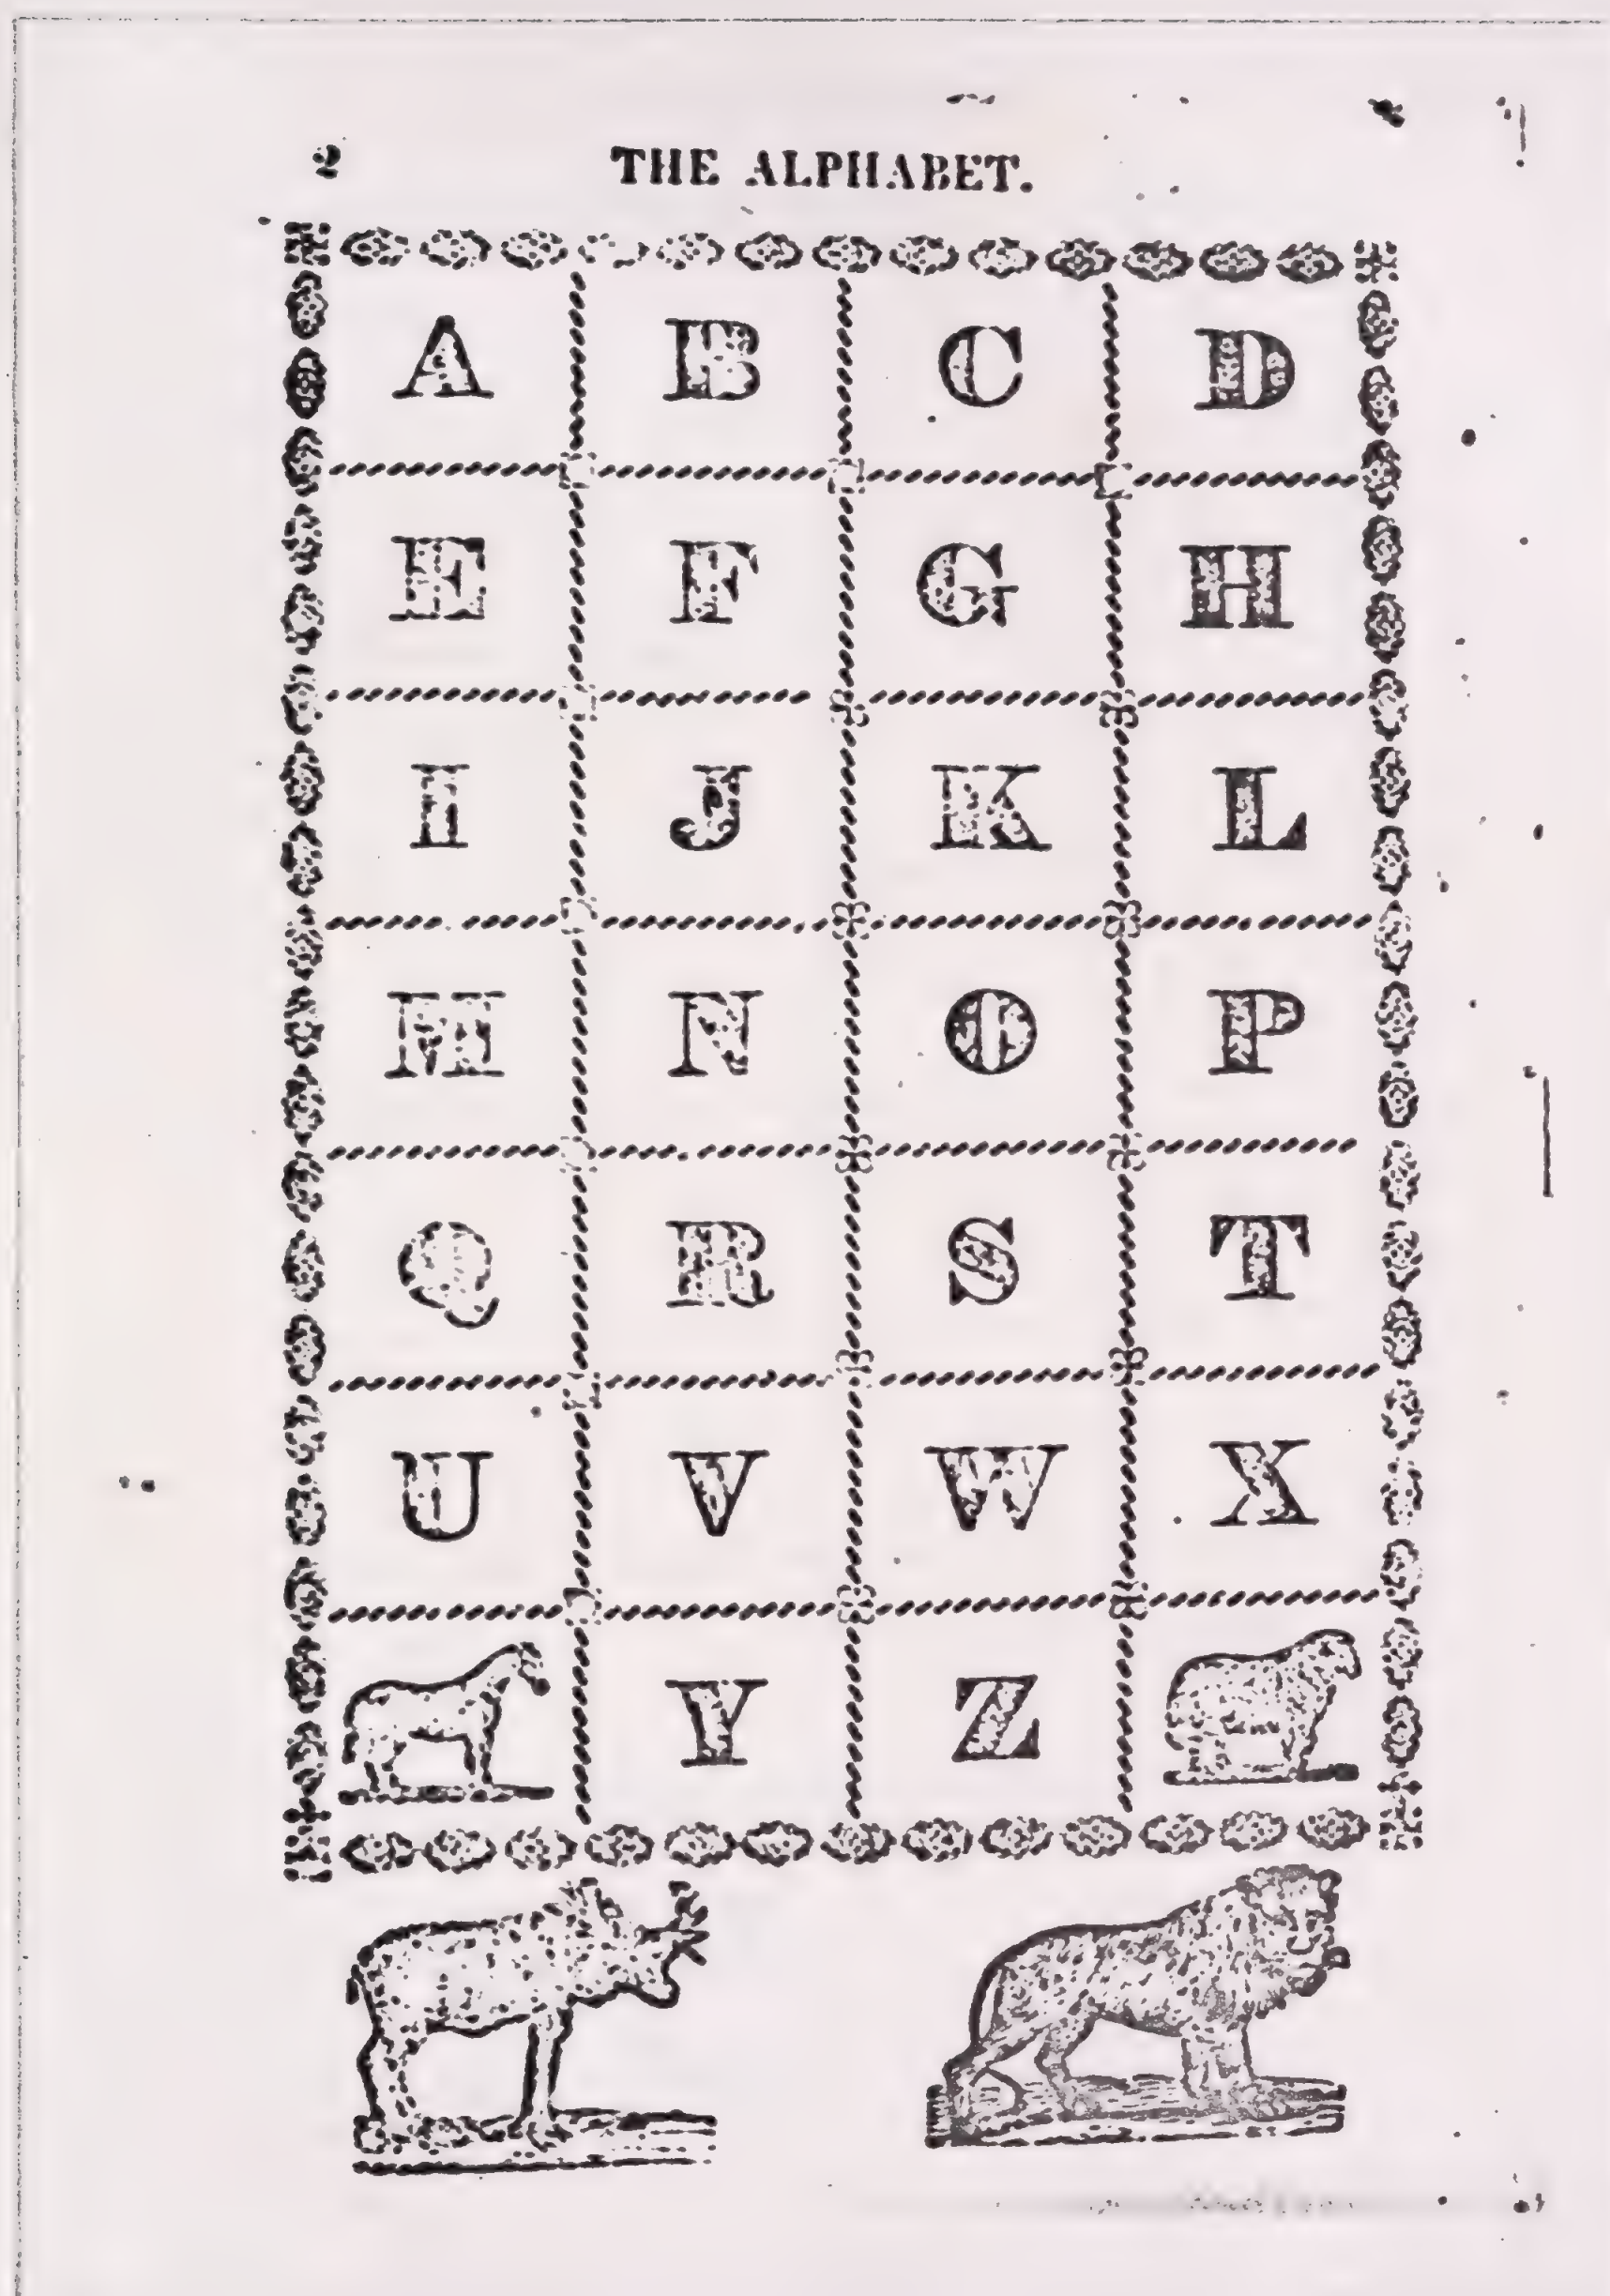 2 THE ALPHABET.
A B C D
E F G H
I J K L
M N O P
Q R S T
U V W X
Y Z